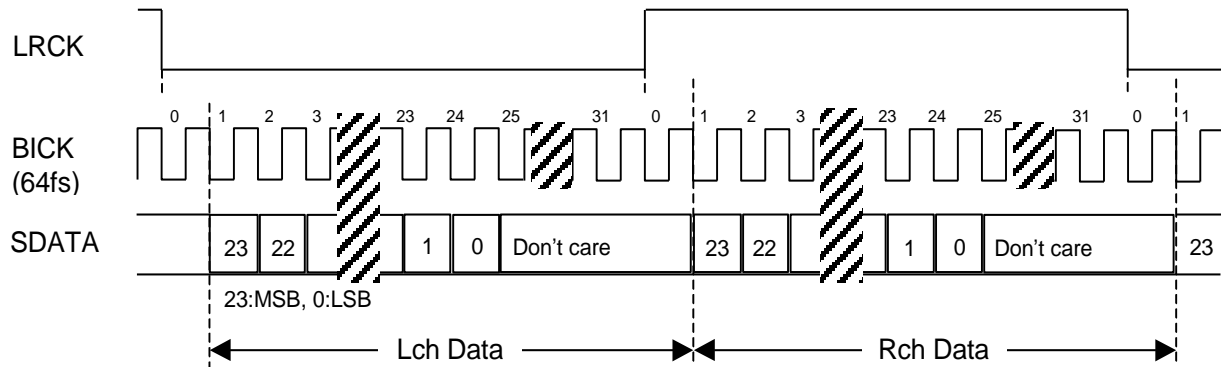 LRCK
0 1 2 3 23 24 25 31 0 1 2 3 23 24 25 31 0 1
BICK
(64fs)
SDATA 23 22 1 0 Don't care 23 22 1 0 Don't care 23
23:MSB, 0:LSB
Lch Data Rch Data